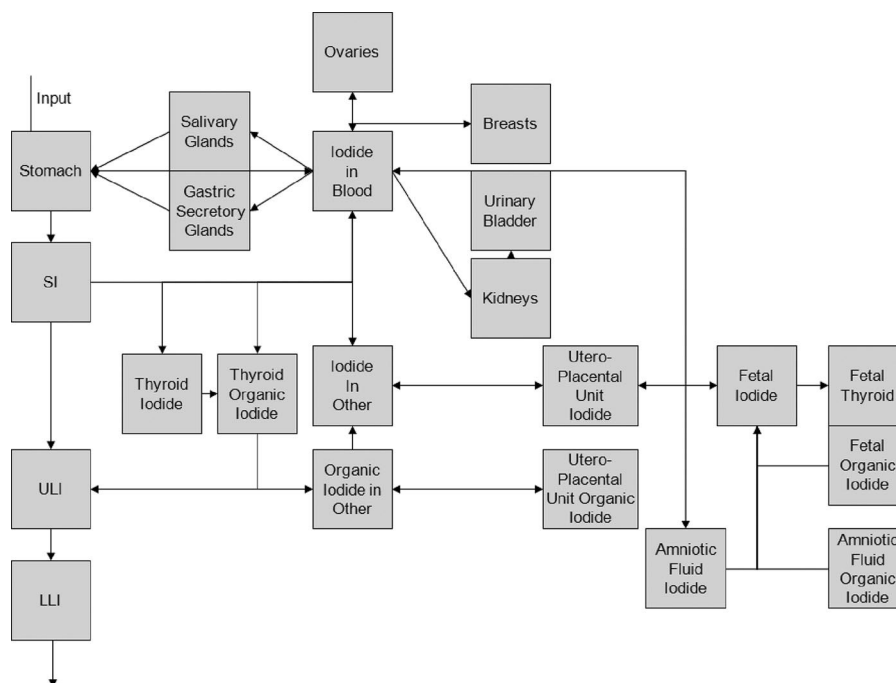 Ovaries
Input
Salivary
Glands
Breasts
Stomach
Iodide
in
Blood
Gastric
Secretory
Glands
Urinary
Bladder
SI
Kidneys
Thyroid
Iodide
Thyroid
Organic
Iodide
Iodide
In
Other
Utero-
Placental
Unit
Iodide
Fetal
Iodide
Fetal
Thyroid
Fetal
Organic
Iodide
ULI
Organic
Iodide in
Other
Utero-
Placental
Unit Organic
Iodide
Amniotic
Fluid
Iodide
Amniotic
Fluid
Organic
Iodide
LLI